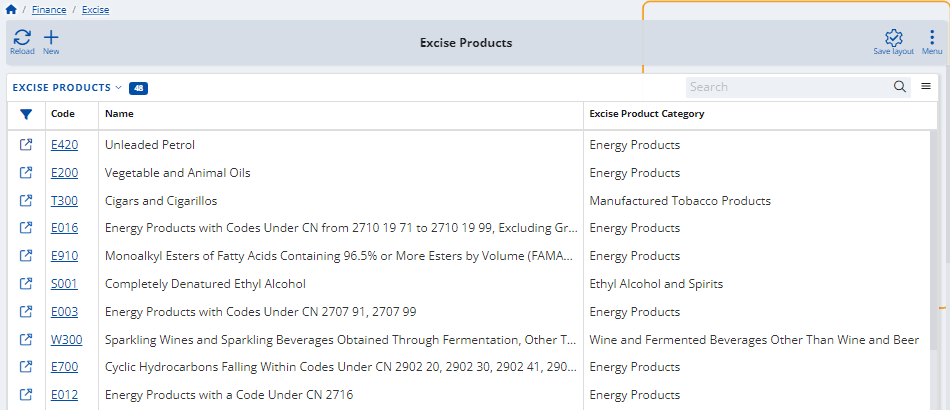 / Finance / Excise
Reload New Excise Products Save layout Menu
EXCISE PRODUCTS 48 Search
Code Name Excise Product Category
E420 Unleaded Petrol Energy Products
E200 Vegetable and Animal Oils Energy Products
T300 Cigars and Cigarillos Manufactured Tobacco Products
E016 Energy Products with Codes Under CN from 2710 19 71 to 2710 19 99, Excluding Gr... Energy Products
E910 Monoalkyl Esters of Fatty Acids Containing 96.5% or More Esters by Volume (FAMA... Energy Products
S001 Completely Denatured Ethyl Alcohol Ethyl Alcohol and Spirits
E003 Energy Products with Codes Under CN 2707 91, 2707 99 Energy Products
W300 Sparkling Wines and Sparkling Beverages Obtained Through Fermentation, Other T... Wine and Fermented Beverages Other Than Wine and Beer
E700 Cyclic Hydrocarbons Falling Within Codes Under CN 2902 20, 2902 30, 2902 41, 290... Energy Products
E012 Energy Products with a Code Under CN 2716 Energy Products